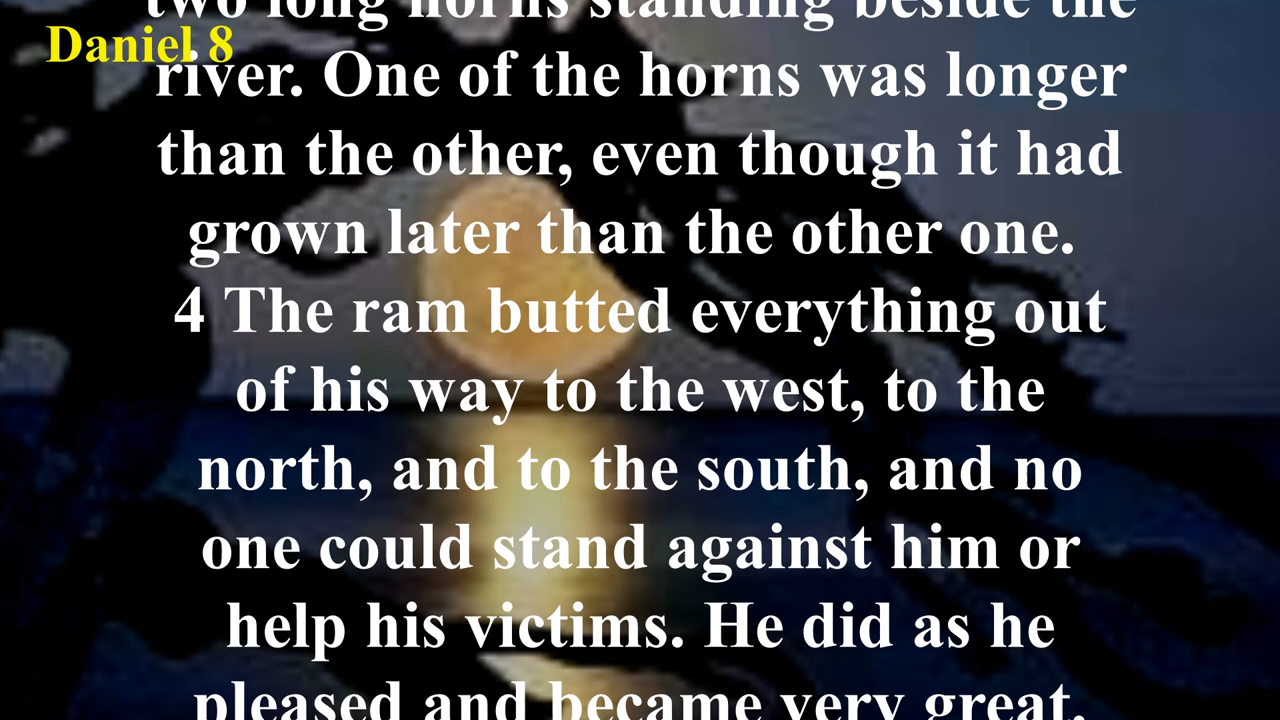 two long horns standing beside the
Daniel 8
river. One of the horns was longer
than the other, even though it had
grown later than the other one.
4 The ram butted everything out
of his way to the west, to the
north, and to the south, and no
one could stand against him or
help his victims. He did as he
pleased and became very great.